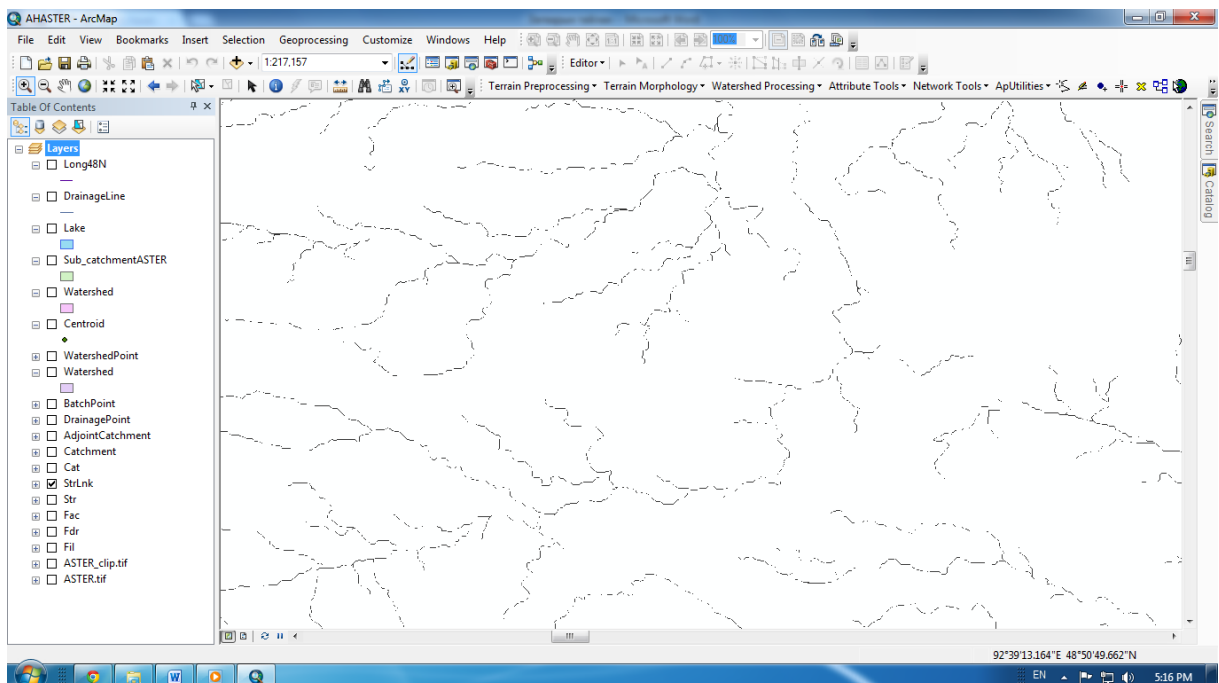 AHASTER - ArcMap
File Edit View Bookmarks Insert Selection Geoprocessing Customize Windows Help 100%
1:217,157 Editor
Terrain Preprocessing Terrain Morphology Watershed Processing Attribute Tools Network Tools ApUtilities
Table Of Contents
Layers
Long48N
DrainageLine
Lake
Sub_catchmentASTER
Watershed
Centroid
WatershedPoint
Watershed
BatchPoint
DrainagePoint
AdjointCatchment
Catchment
Cat
StrLnk
Str
Fac
Fdr
Fil
ASTER_clip.tif
ASTER.tif
Search
Catalog
92°39'13.164"E 48°50'49.662"N
EN 5:16 PM